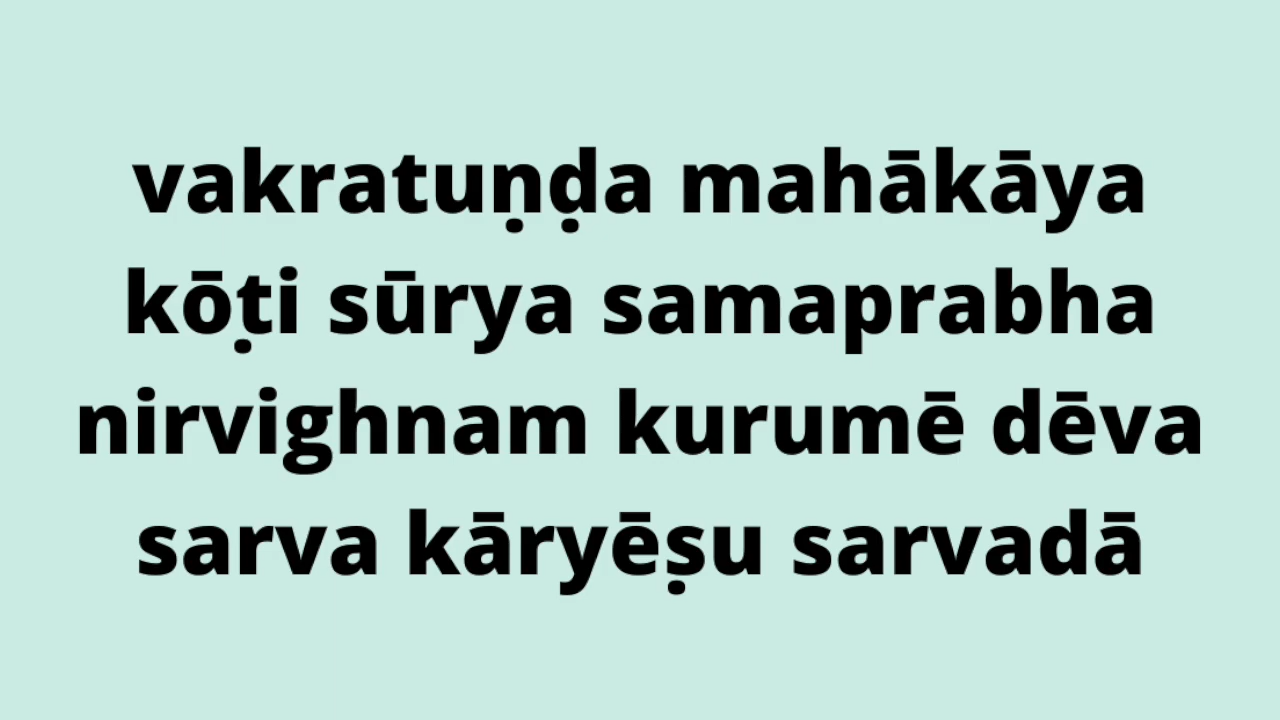 vakratuṇḍa mahākāya
kōṭi sūrya samaprabha
nirvighnam kurumē dēva
sarva kāryēṣu sarvadā